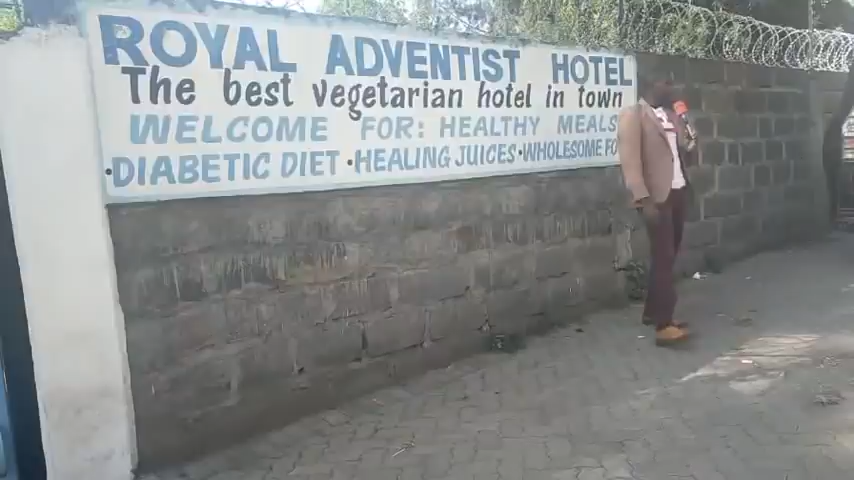 ROYAL ADVENTIST HOTEL
The best vegetarian hotel in town
WELCOME FOR: HEALTHY MEALS
•DIABETIC DIET •HEALING JUICES •WHOLESOME